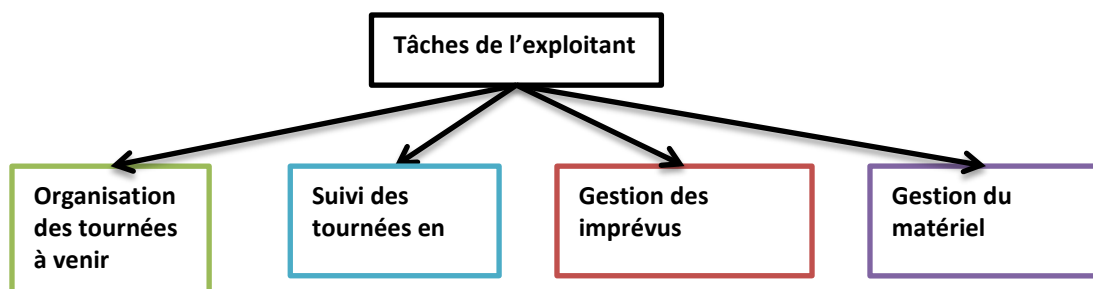 Tâches de l’exploitant
Organisation
des tournées
à venir
Suivi des
tournées en
Gestion des
imprévus
Gestion du
matériel